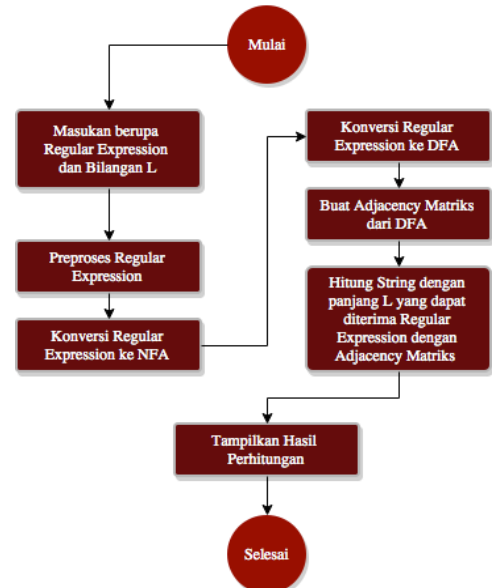 Mulai
Masukan berupa
Regular Expression
dan Bilangan L
Preproses Regular
Expression
Konversi Regular
Expression ke NFA
Konversi Regular
Expression ke DFA
Buat Adjacency Matriks
dari DFA
Hitung String dengan
panjang L yang dapat
diterima Regular
Expression dengan
Adjacency Matriks
Tampilkan Hasil
Perhitungan
Selesai